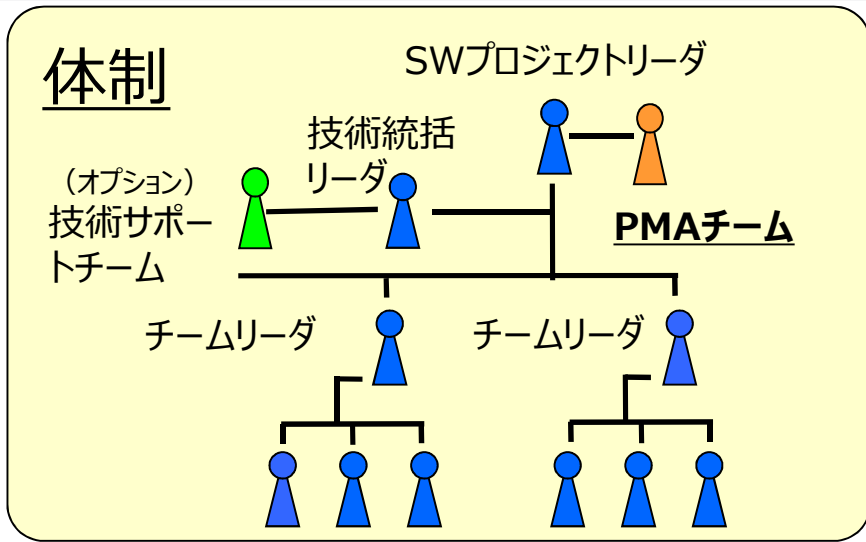 体制
SWプロジェクトリーダ
技術統括
リーダ
（オプション）
技術サポー
トチーム
PMAチーム
チームリーダ
チームリーダ